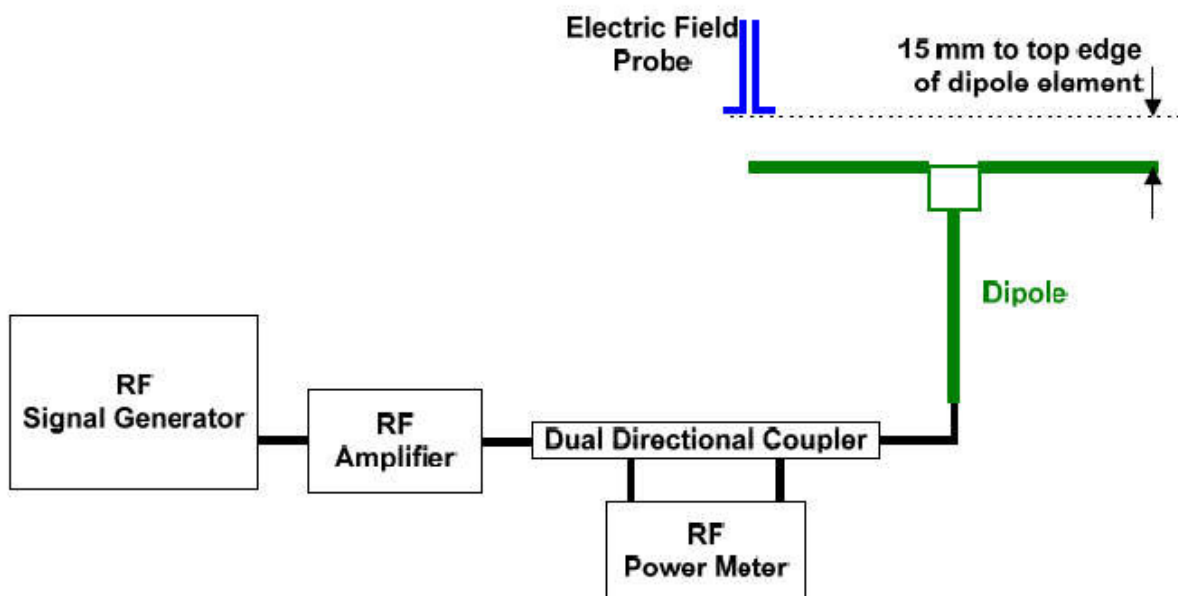 Electric Field
Probe
15 mm to top edge
of dipole element
Dipole
RF
Signal Generator
RF
Amplifier
Dual Directional Coupler
RF
Power Meter